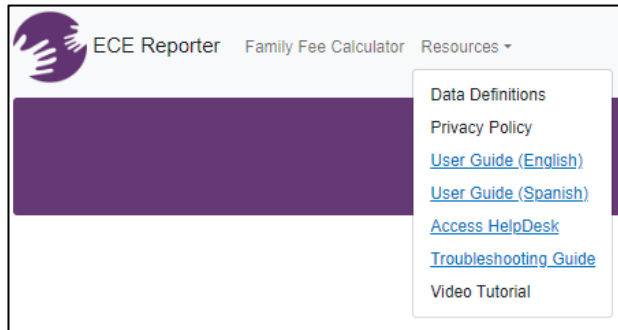 ECE Reporter Family Fee Calculator Resources
Data Definitions
Privacy Policy
User Guide (English)
User Guide (Spanish)
Access HelpDesk
Troubleshooting Guide
Video Tutorial